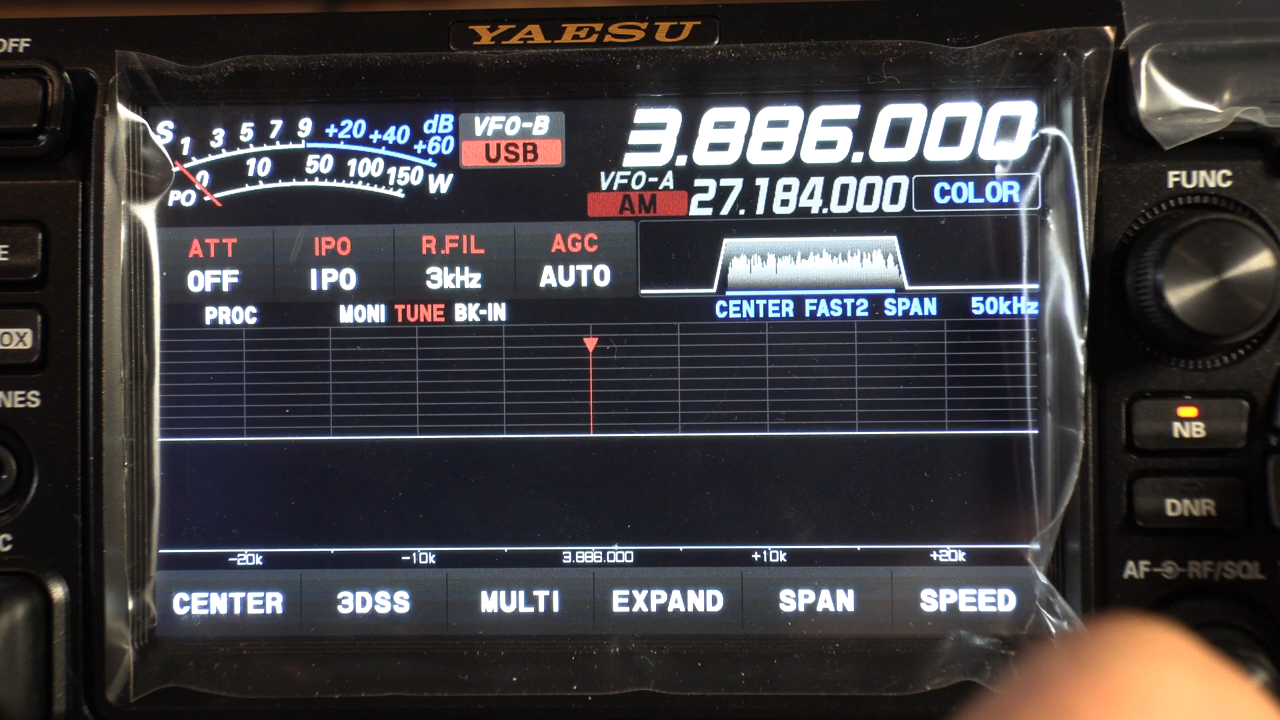 YAESU
OFF
S 1 3 5 7 9 +20 +40 +60 dB
PO 0 10 50 100 150 W
VFO-B
USB
3.886.000
VFO-A
AM
27.184.000
COLOR
FUNC
ATT IPO R.FIL AGC
OFF IPO 3kHz AUTO
PROC MONI TUNE BK-IN
CENTER FAST2 SPAN 50kHz
NB
DNR
AF RF/SQL
-20k -10k 3.886.000 +10k +20k
CENTER 3DSS MULTI EXPAND SPAN SPEED